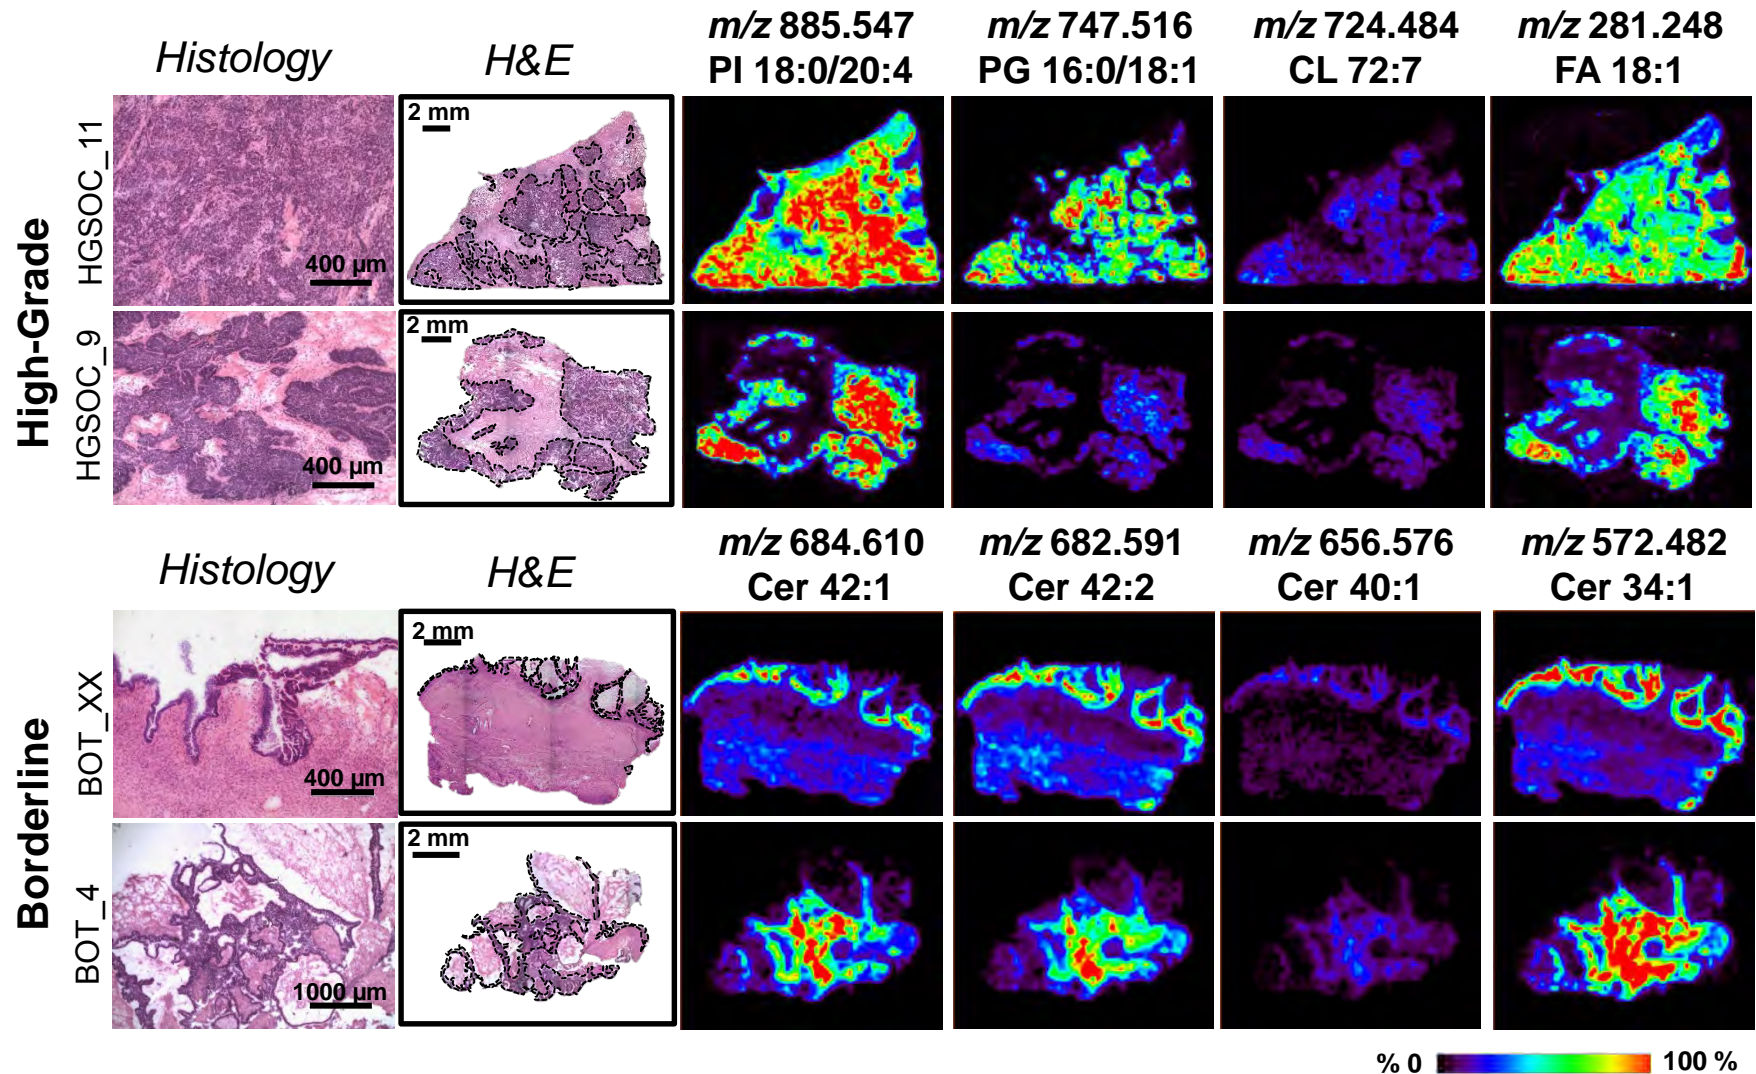 m/z 885.547
m/z 747.516
m/z 724.484
m/z 281.248
Histology
H&E
PI 18:0/20:4
PG 16:0/18:1
CL 72:7
FA 18:1
High-Grade
HGSOC_11
400 µm
2 mm
HGSOC_9
400 µm
2 mm
m/z 684.610
m/z 682.591
m/z 656.576
m/z 572.482
Histology
H&E
Cer 42:1
Cer 42:2
Cer 40:1
Cer 34:1
Borderline
BOT_XX
400 µm
2 mm
BOT_4
1000 µm
2 mm
% 0
100 %